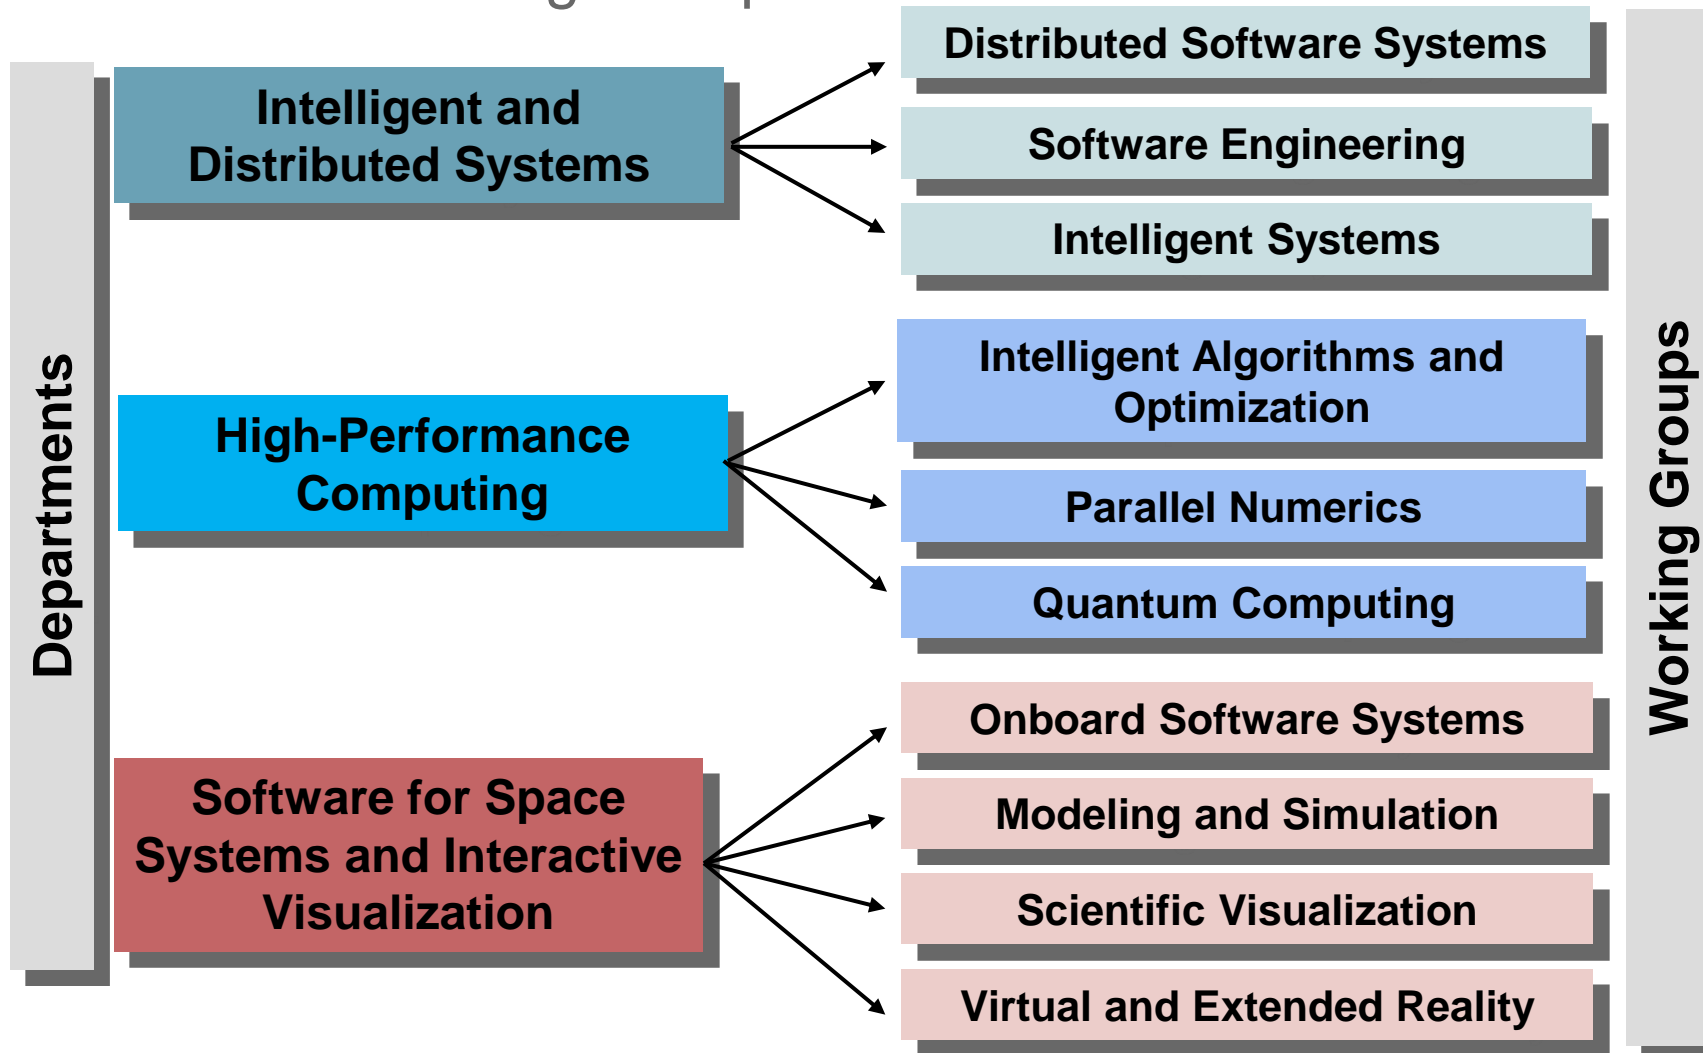 Departments
Intelligent and
Distributed Systems
Distributed Software Systems
Software Engineering
Intelligent Systems
High-Performance
Computing
Intelligent Algorithms and
Optimization
Parallel Numerics
Quantum Computing
Software for Space
Systems and Interactive
Visualization
Onboard Software Systems
Modeling and Simulation
Scientific Visualization
Virtual and Extended Reality
Working Groups